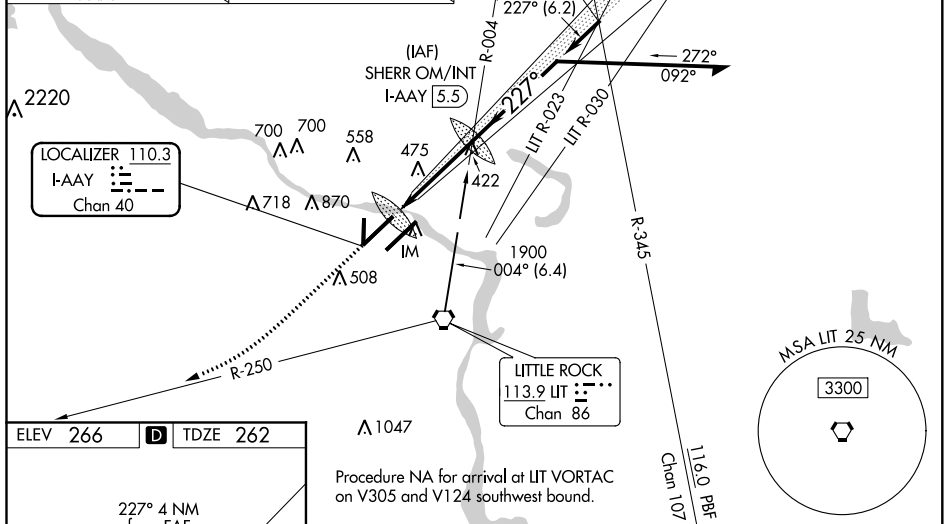 227° (6.2)
R-004
(IAF)
SHERR OM/INT
I-AAY 5.5
272°
092°
227°
2220
700 700
558
475
LIT R-023
LIT R-030
LOCALIZER 110.3
I-AAY
Chan 40
422
718
870
R-345
IM
1900
004° (6.4)
508
MSA LIT 25 NM
R-250
LITTLE ROCK
113.9 LIT
Chan 86
3300
ELEV 266 D TDZE 262
1047
116.0 PBF
Chan 107
Procedure NA for arrival at LIT VORTAC
on V305 and V124 southwest bound.
227° 4 NM